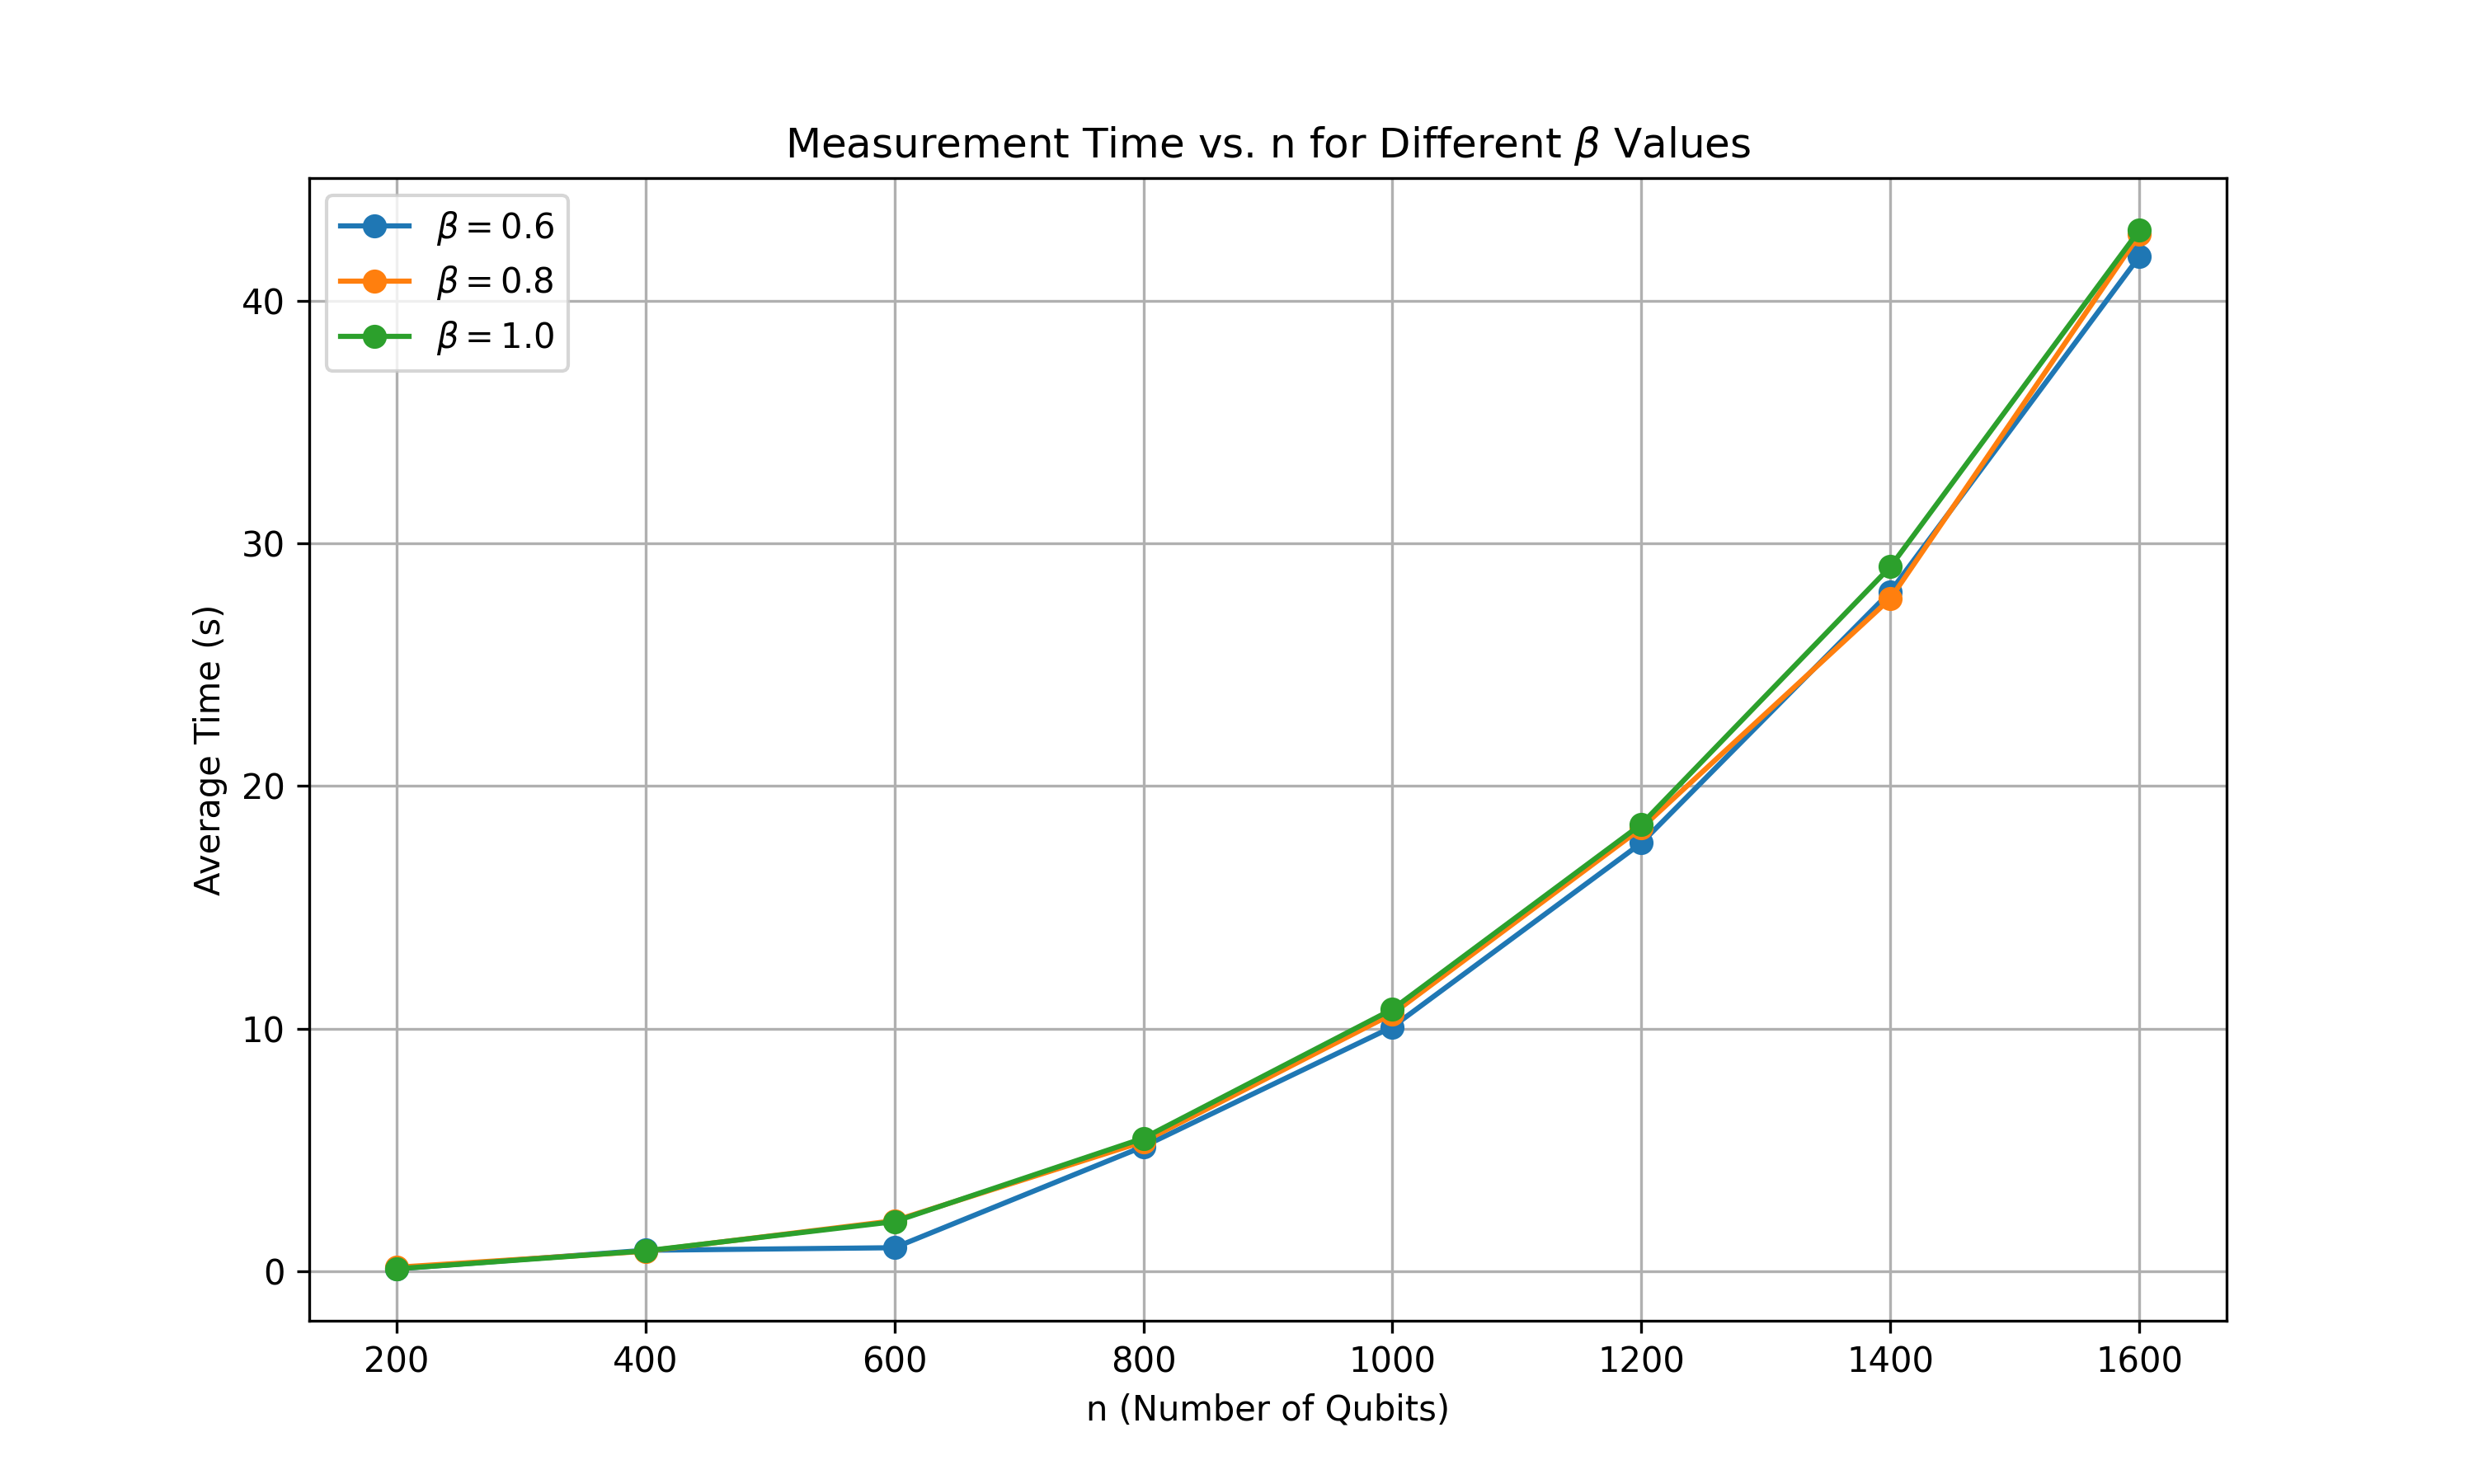 Measurement Time vs. n for Different β Values
β = 0.6
β = 0.8
β = 1.0
Average Time (s)
40
30
20
10
0
200 400 600 800 1000 1200 1400 1600
n (Number of Qubits)